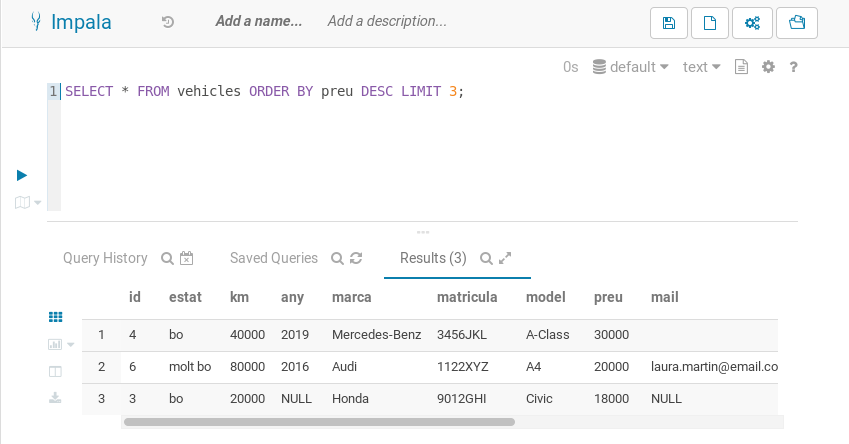 Impala Add a name... Add a description...
0s default text ?
1 SELECT * FROM vehicles ORDER BY preu DESC LIMIT 3;
Query History Saved Queries Results (3)
id estat km any marca matricula model preu mail
1 4 bo 40000 2019 Mercedes-Benz 3456JKL A-Class 30000
2 6 molt bo 80000 2016 Audi 1122XYZ A4 20000 laura.martin@email.co
3 3 bo 20000 NULL Honda 9012GHI Civic 18000 NULL